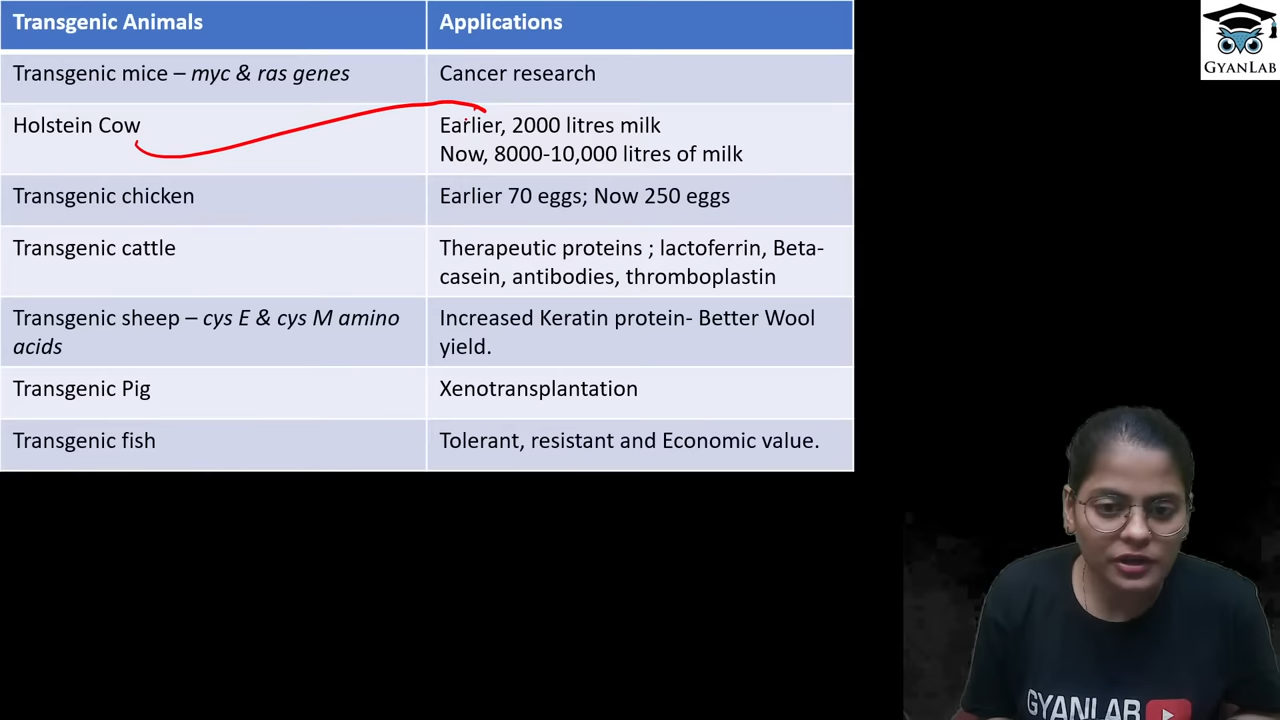 Transgenic Animals
Applications
Transgenic mice – myc & ras genes
Cancer research
Holstein Cow
Earlier, 2000 litres milk
Now, 8000-10,000 litres of milk
Transgenic chicken
Earlier 70 eggs; Now 250 eggs
Transgenic cattle
Therapeutic proteins ; lactoferrin, Beta-
casein, antibodies, thromboplastin
Transgenic sheep – cys E & cys M amino
acids
Increased Keratin protein- Better Wool
yield.
Transgenic Pig
Xenotransplantation
Transgenic fish
Tolerant, resistant and Economic value.
GYANLAB
GYANLAB